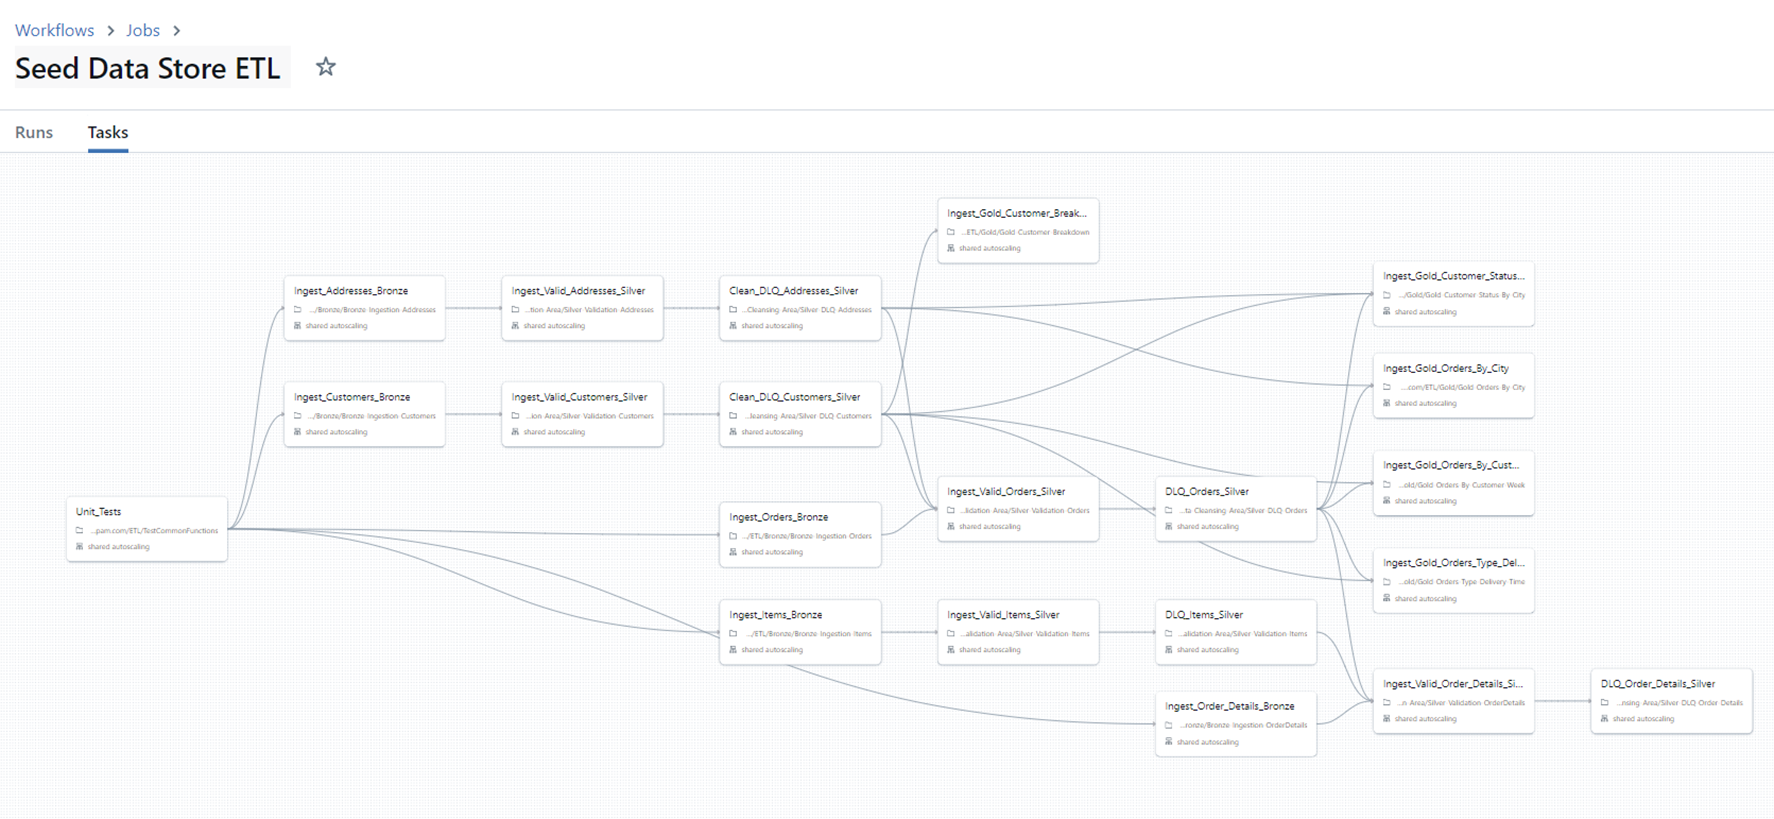 Workflows > Jobs >
Seed Data Store ETL
Runs Tasks
Ingest_Gold_Customer_Break...
...ETL/Gold/Gold Customer Breakdown
shared autoscaling
Ingest_Addresses_Bronze
.../Bronze/Bronze Ingestion Addresses
shared autoscaling
Ingest_Valid_Addresses_Silver
...tion Area/Silver Validation Addresses
shared autoscaling
Clean_DLQ_Addresses_Silver
...Cleansing Area/Silver DLQ Addresses
shared autoscaling
Ingest_Gold_Customer_Status...
.../Gold/Gold Customer Status By City
shared autoscaling
Ingest_Customers_Bronze
.../Bronze/Bronze Ingestion Customers
shared autoscaling
Ingest_Valid_Customers_Silver
...ion Area/Silver Validation Customers
shared autoscaling
Clean_DLQ_Customers_Silver
...leansing Area/Silver DLQ Customers
shared autoscaling
Ingest_Gold_Orders_By_City
...com/ETL/Gold/Gold Orders By City
shared autoscaling
Unit_Tests
...pam.com/ETL/TestCommonFunctions
shared autoscaling
Ingest_Orders_Bronze
.../ETL/Bronze/Bronze Ingestion Orders
shared autoscaling
Ingest_Valid_Orders_Silver
...lidation Area/Silver Validation Orders
shared autoscaling
DLQ_Orders_Silver
...ta Cleansing Area/Silver DLQ Orders
shared autoscaling
Ingest_Gold_Orders_By_Cust...
...old/Gold Orders By Customer Week
shared autoscaling
Ingest_Gold_Orders_Type_Del...
...old/Gold Orders Type Delivery Time
shared autoscaling
Ingest_Items_Bronze
.../ETL/Bronze/Bronze Ingestion Items
shared autoscaling
Ingest_Valid_Items_Silver
...alidation Area/Silver Validation Items
shared autoscaling
DLQ_Items_Silver
...alidation Area/Silver Validation Items
shared autoscaling
Ingest_Order_Details_Bronze
...ronze/Bronze Ingestion OrderDetails
shared autoscaling
Ingest_Valid_Order_Details_Si...
...n Area/Silver Validation OrderDetails
shared autoscaling
DLQ_Order_Details_Silver
...nsing Area/Silver DLQ Order Details
shared autoscaling